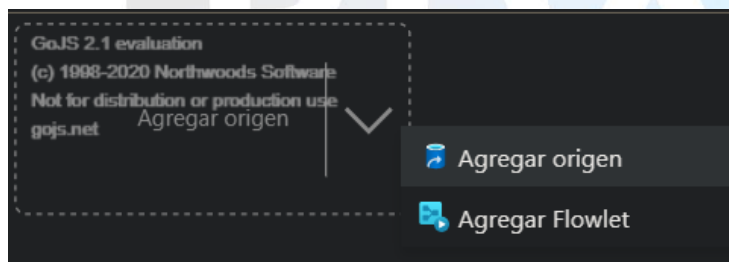 GoJS 2.1 evaluation
(c) 1998-2020 Northwoods Software
Not for distribution or production use
gojs.net
Agregar origen
Agregar origen
Agregar Flowlet